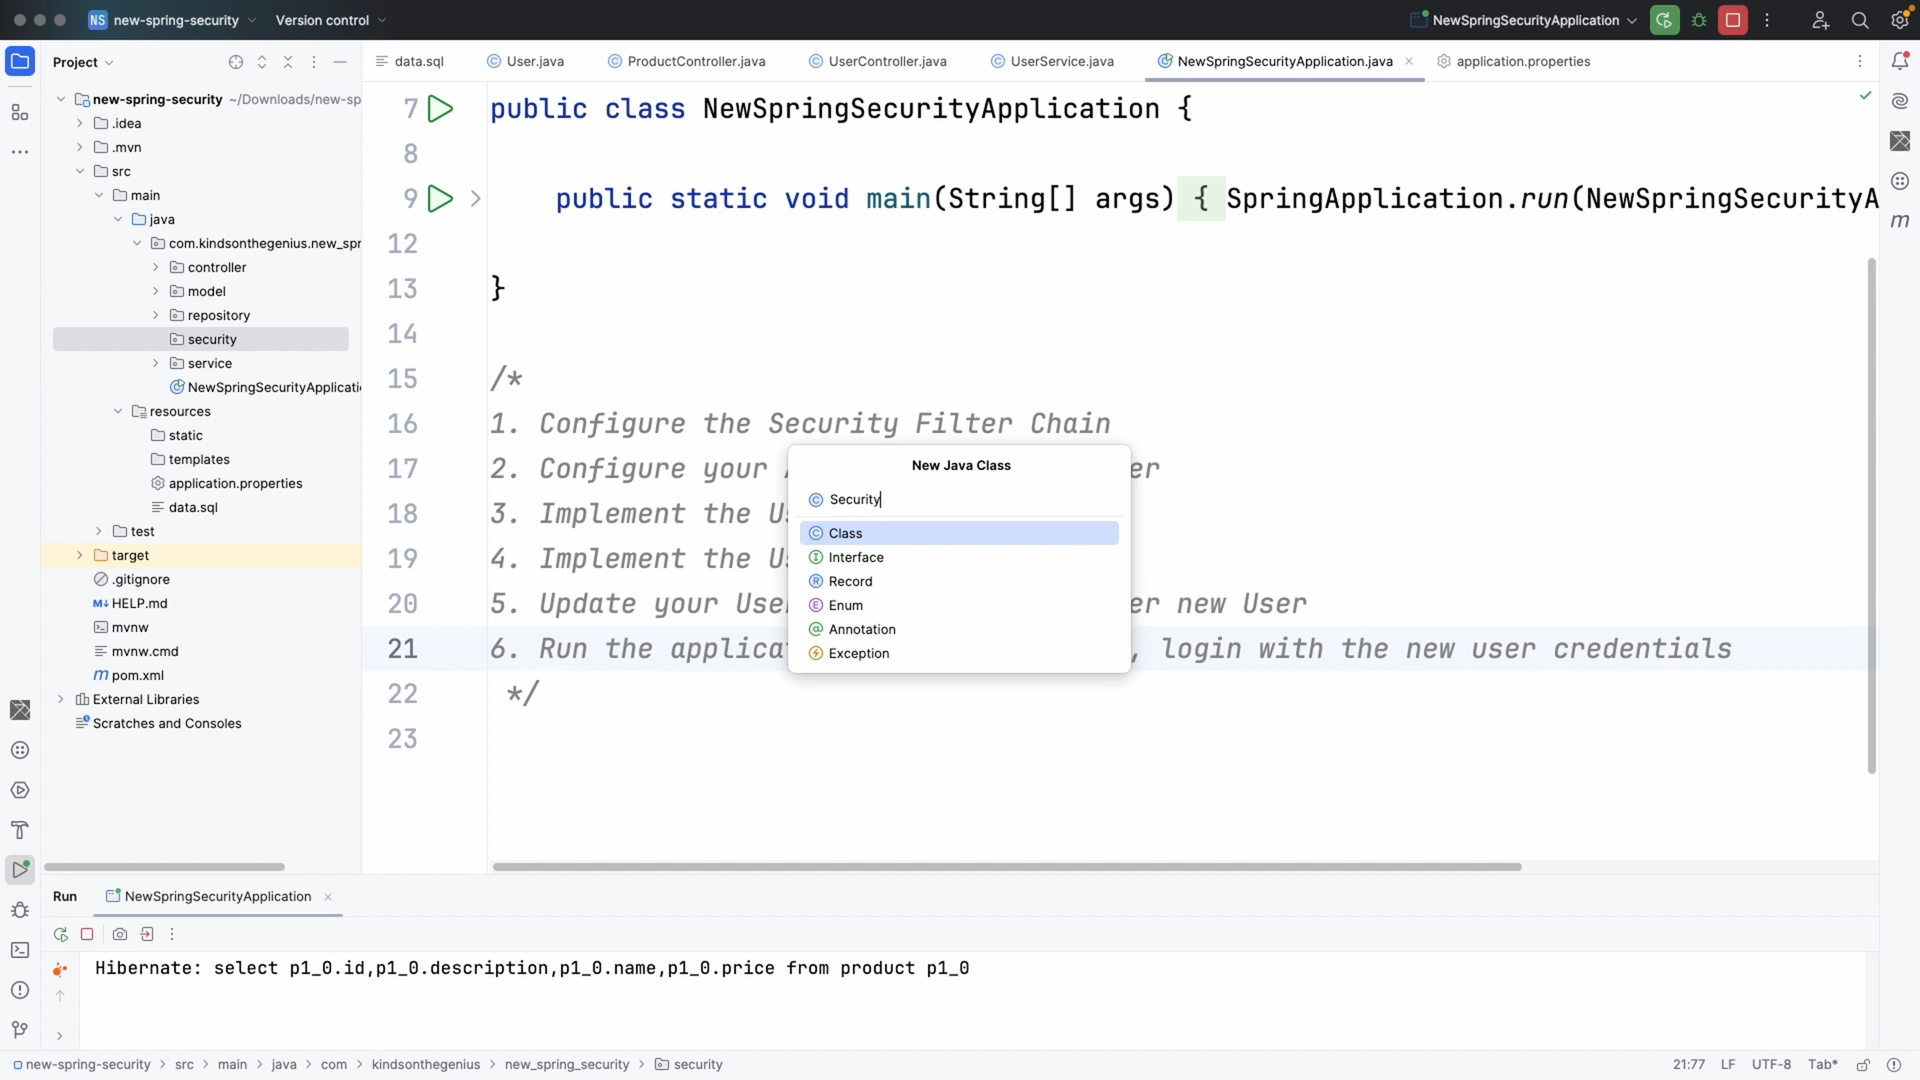 NS new-spring-security Version control NewSpringSecurityApplication
Project
data.sql User.java ProductController.java UserController.java UserService.java NewSpringSecurityApplication.java application.properties
new-spring-security ~/Downloads/new-sp
.idea
.mvn
src
main
java
com.kindsonthegenius.new_spr
controller
model
repository
security
service
NewSpringSecurityApplicati
resources
static
templates
application.properties
data.sql
test
target
.gitignore
M↓ HELP.md
mvnw
mvnw.cmd
m pom.xml
External Libraries
Scratches and Consoles
7 public class NewSpringSecurityApplication {
8
9 public static void main(String[] args) { SpringApplication.run(NewSpringSecurityA
12
13 }
14
15 /*
16 1. Configure the Security Filter Chain
17 2. Configure your er
18 3. Implement the Us
19 4. Implement the Us
20 5. Update your Use er new User
21 6. Run the applica , login with the new user credentials
22 */
23
New Java Class
C Security
C Class
I Interface
R Record
E Enum
@ Annotation
Exception
m
Run NewSpringSecurityApplication
Hibernate: select p1_0.id,p1_0.description,p1_0.name,p1_0.price from product p1_0
new-spring-security > src > main > java > com > kindsonthegenius > new_spring_security > security 21:77 LF UTF-8 Tab*